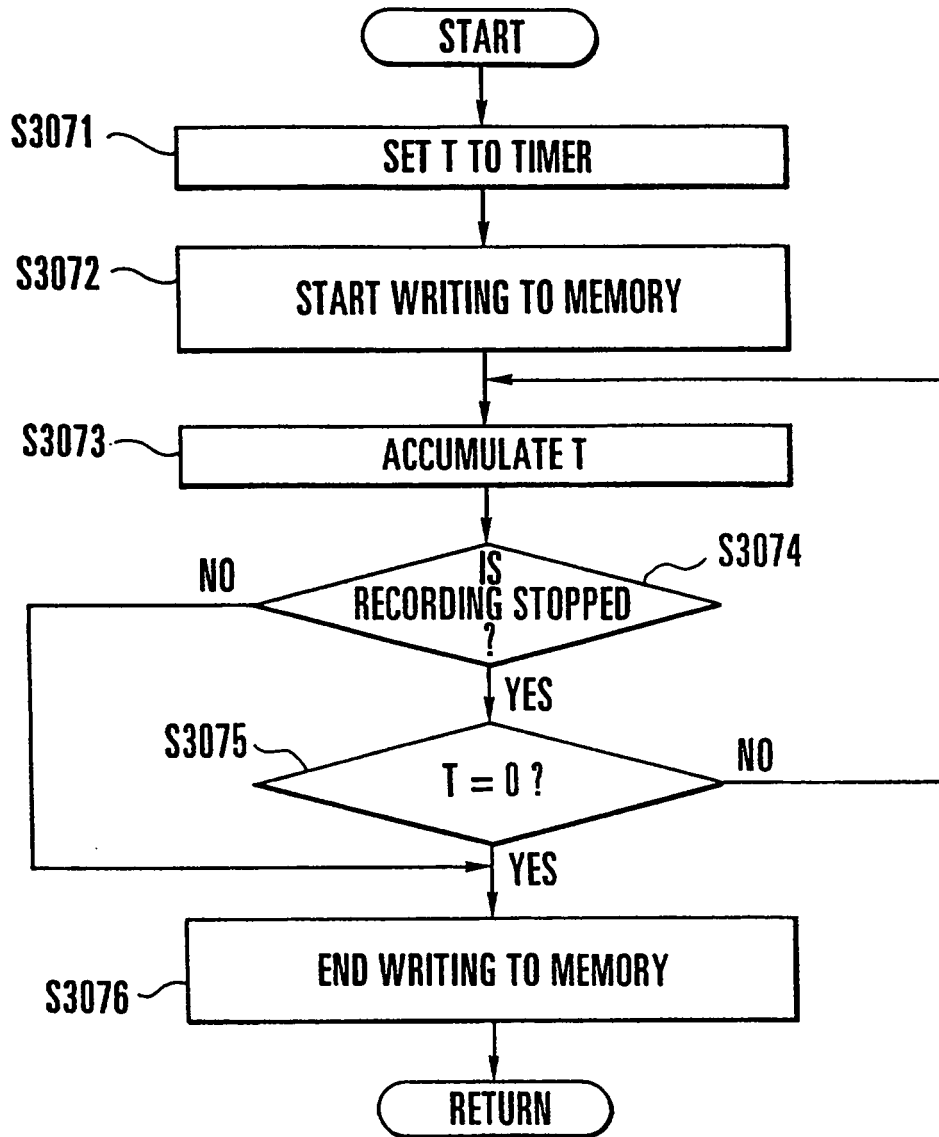 START
S3071
SET T TO TIMER
S3072
START WRITING TO MEMORY
S3073
ACCUMULATE T
NO
IS
RECORDING STOPPED
?
S3074
YES
S3075
T = 0 ?
NO
YES
END WRITING TO MEMORY
S3076
RETURN